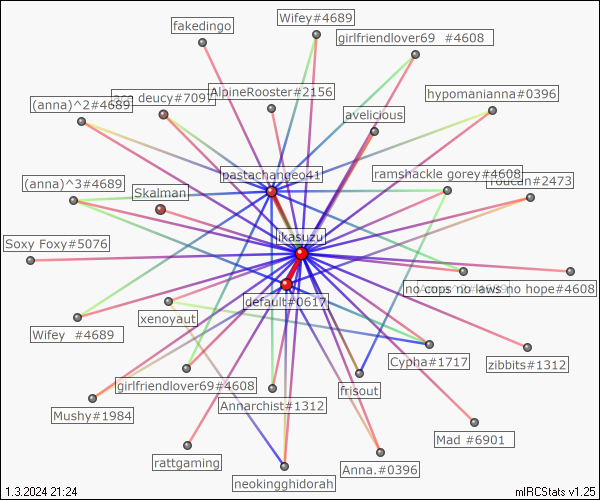 Wifey#4689
fakedingo
girlfriendlover69 #4608
AlpineRooster#2156
deucy#7097
(anna)^2#4689
hypomanianna#0396
avelicious
pastachangeo41
ramshackle gorey#4608
(anna)^3#4689
Toucan#2473
Skalman
ikasuzu
Soxy Foxy#5076
no cops no laws no hope#4608
default#0617
xenoyaut
Wifey #4689
Cypha#1717
zibbits#1312
girlfriendlover69#4608
frisout
Annarchist#1312
Mushy#1984
Mad #6901
rattgaming
Anna.#0396
neokingghidorah
1.3.2024 21:24
mIRCStats v1.25